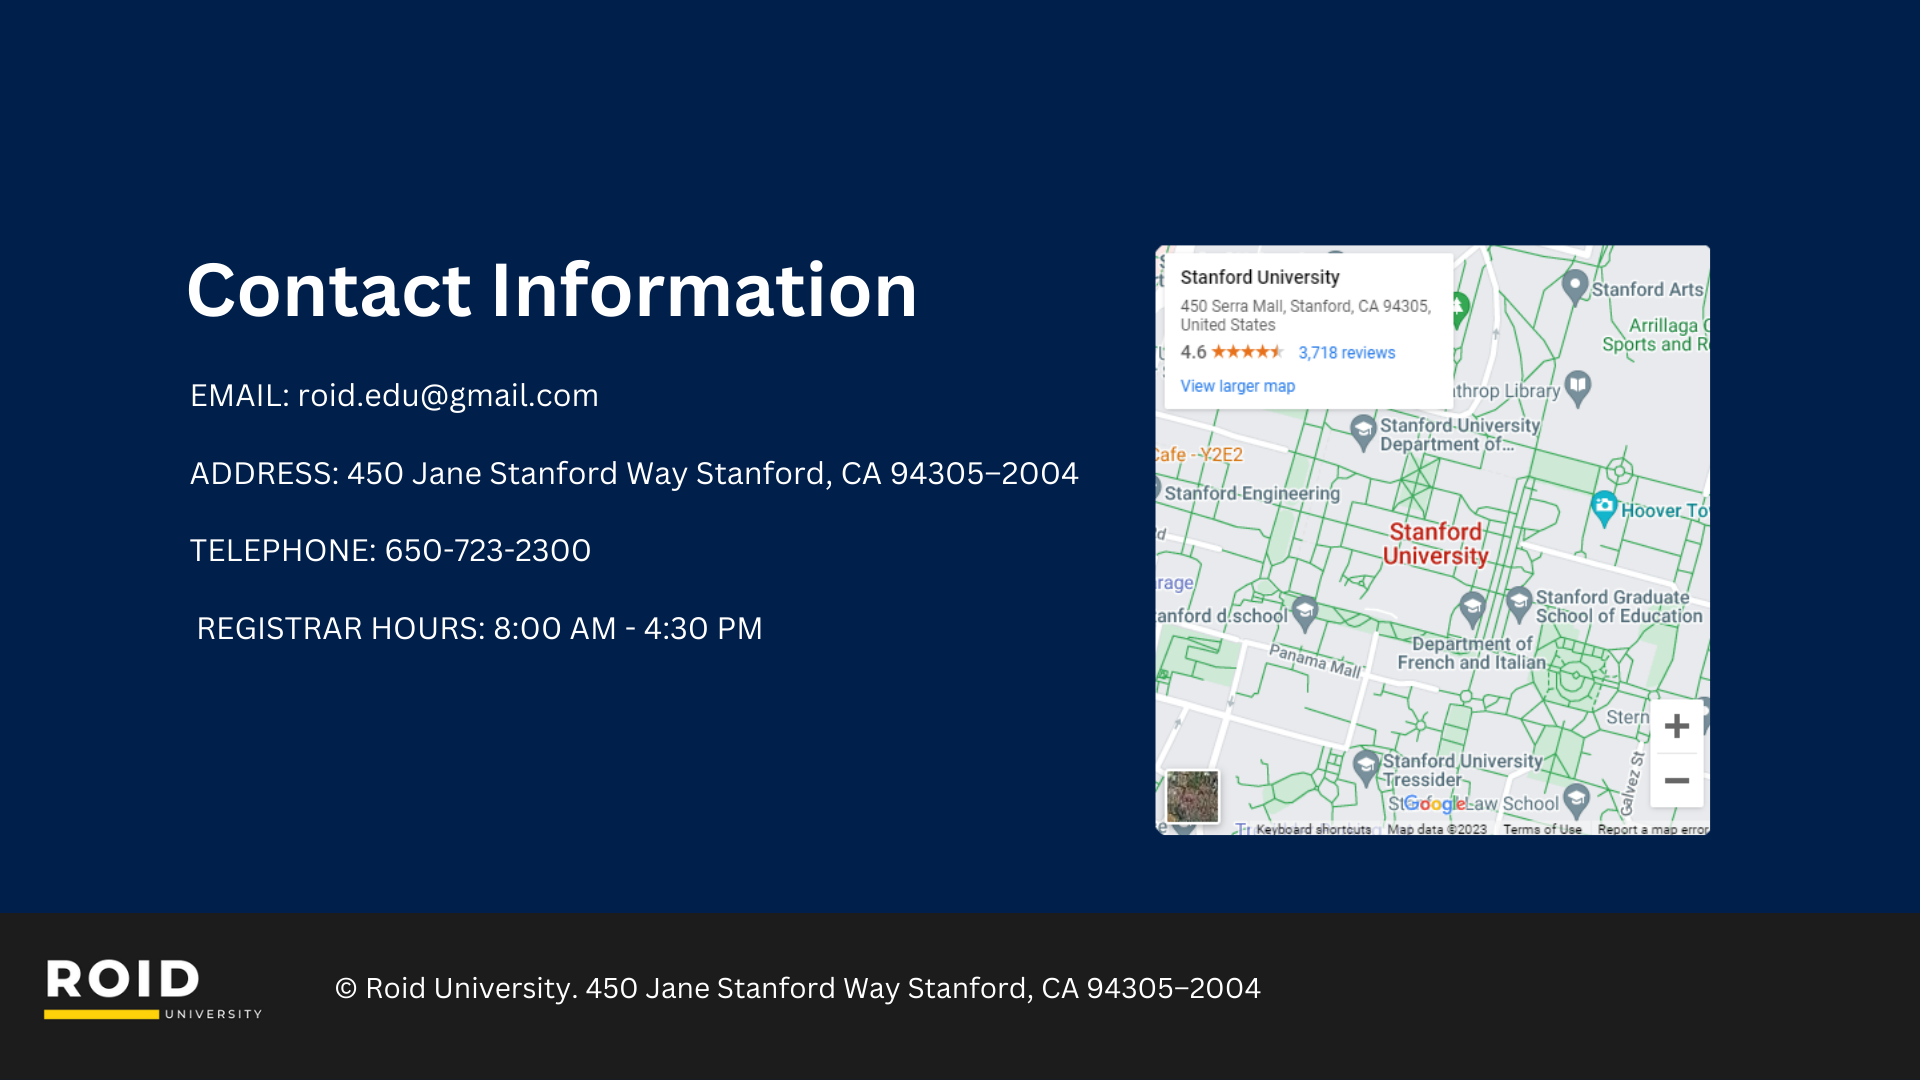 Contact Information
EMAIL: roid.edu@gmail.com
ADDRESS: 450 Jane Stanford Way Stanford, CA 94305–2004
TELEPHONE: 650-723-2300
REGISTRAR HOURS: 8:00 AM - 4:30 PM
Stanford University
450 Serra Mall, Stanford, CA 94305,
United States
4.6 3,718 reviews
View larger map
Stanford Arts
Arrillaga
Sports and
Library
Stanford University
Department of...
Cafe - Y2E2
Stanford Engineering
Hoover
Stanford
University
Stanford Graduate
School of Education
d.school
Department of
French and Italian
Panama Mall
Stern
Galvez St
Stanford University
Tressider
Google
Law School
Keyboard shortcuts
Map data ©2023
Terms of Use
Report a map error
ROID
UNIVERSITY
© Roid University. 450 Jane Stanford Way Stanford, CA 94305–2004